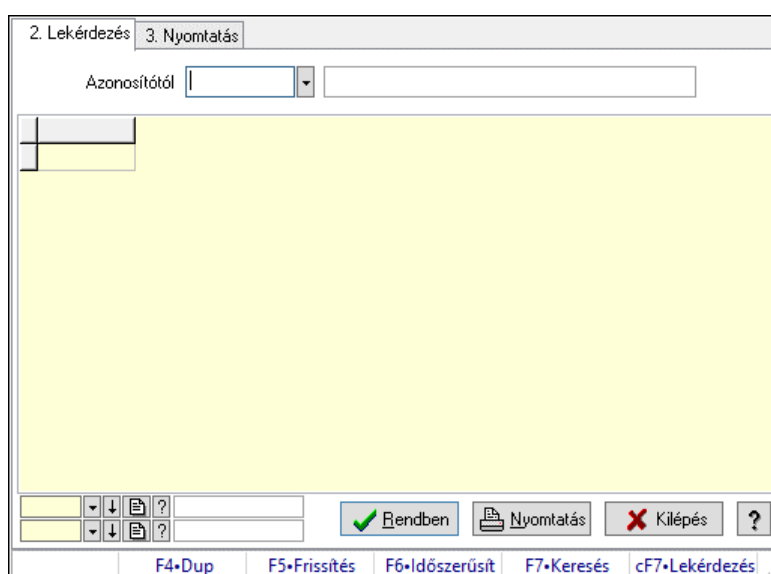 2. Lekérdezés 3. Nyomtatás
Azonosítótól
?
Rendben Nyomtatás Kilépés ?
?
F4•Dup F5•Frissítés F6•Időszerűsít F7•Keresés cF7•Lekérdezés